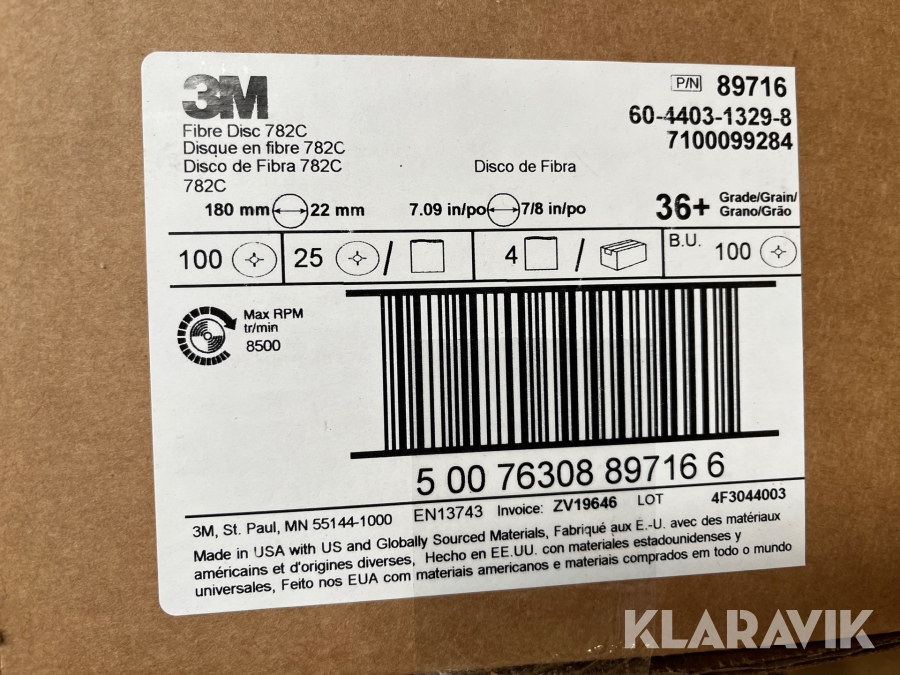 3M
P/N 89716
60-4403-1329-8
7100099284
Fibre Disc 782C
Disque en fibre 782C
Disco de Fibra 782C
Disco de Fibra
782C
180 mm 22 mm 7.09 in/po 7/8 in/po
36+ Grade/Grain/
Grano/Grão
100 25 / 4 / B.U. 100
Max RPM
tr/min
8500
5 00 76308 89716 6
3M, St. Paul, MN 55144-1000 EN13743 Invoice: ZV19646 LOT 4F3044003
Made in USA with US and Globally Sourced Materials, Fabriqué aux E.-U. avec des matériaux
américains et d'origines diverses, Hecho en EE.UU. con materiales estadounidenses y
universales, Feito nos EUA com materiais americanos e materiais comprados em todo o mundo
KLARAVIK